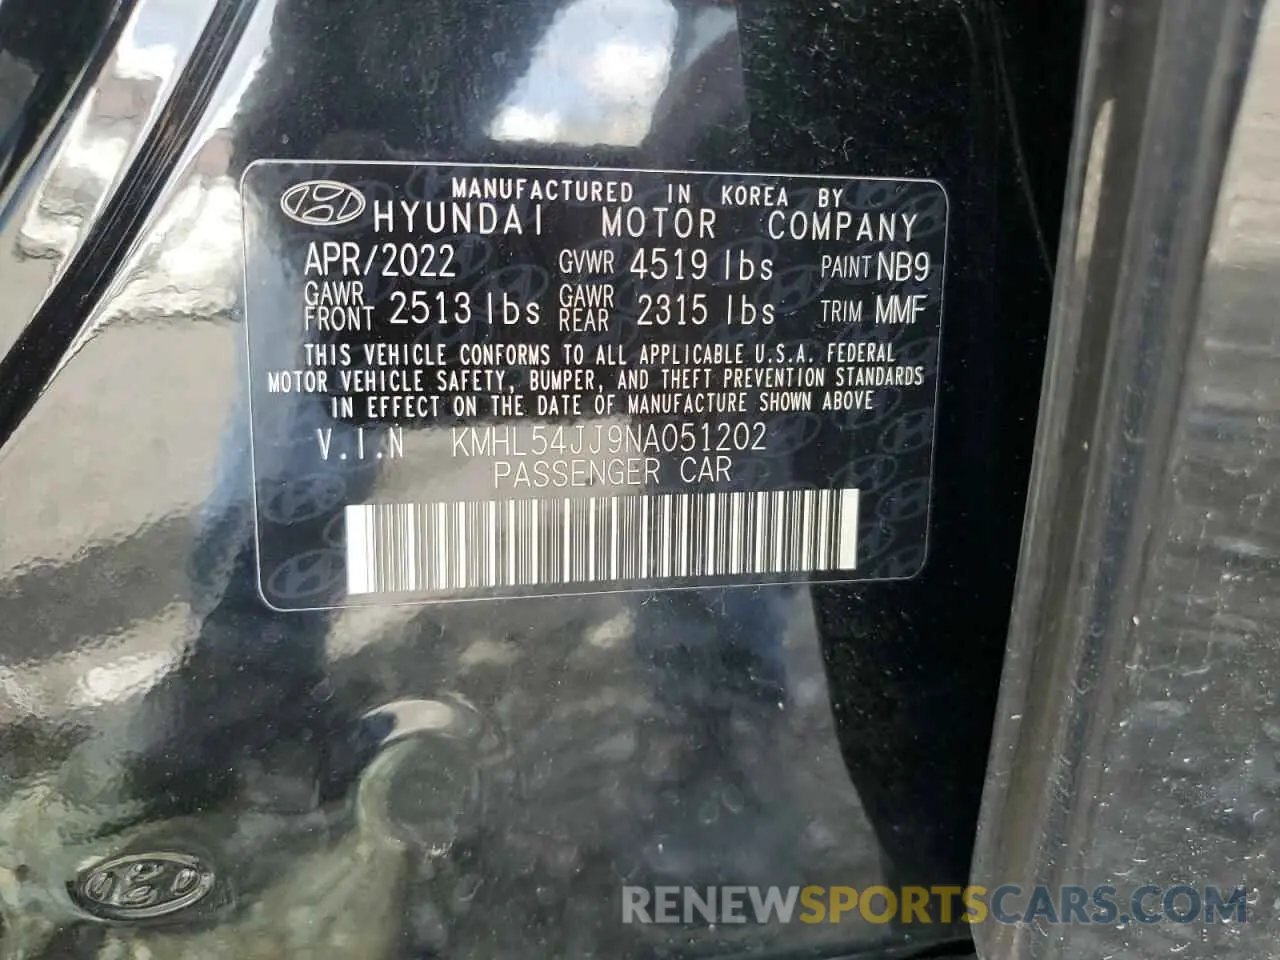 MANUFACTURED IN KOREA BY
HYUNDAI MOTOR COMPANY
APR/2022 GVWR 4519 lbs PAINT NB9
GAWR FRONT 2513 lbs GAWR REAR 2315 lbs TRIM MMF
THIS VEHICLE CONFORMS TO ALL APPLICABLE U.S.A. FEDERAL
MOTOR VEHICLE SAFETY, BUMPER, AND THEFT PREVENTION STANDARDS
IN EFFECT ON THE DATE OF MANUFACTURE SHOWN ABOVE
V.I.N KMHL54JJ9NA051202
PASSENGER CAR
RENEWSPORTSCARS.COM